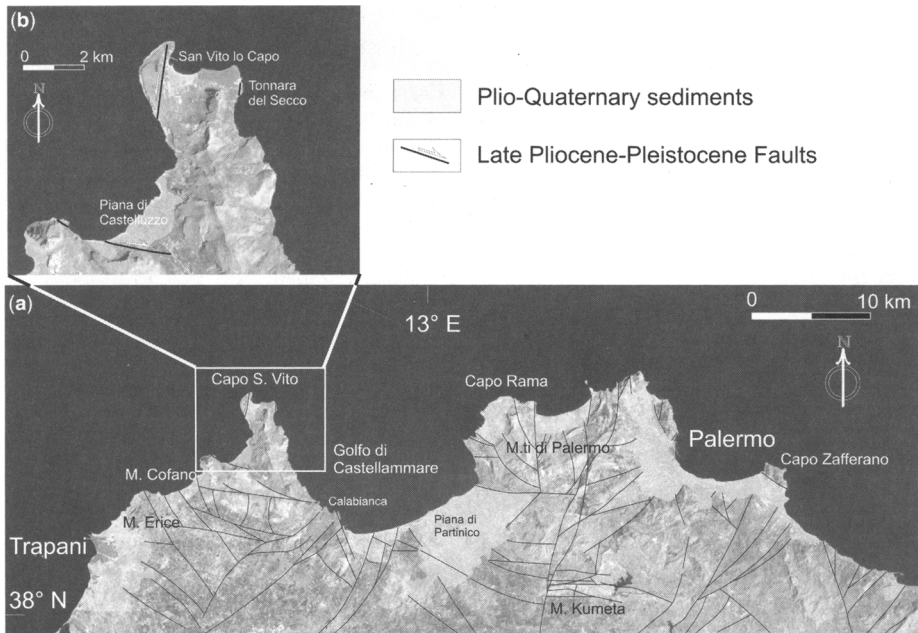 (b)
0 2 km
N
San Vito lo Capo
Tonnara
del Secco
Piana di
Castelluzzo
Plio-Quaternary sediments
Late Pliocene-Pleistocene Faults
(a)
13° E
0 10 km
N
Capo S. Vito
Capo Rama
M.ti di Palermo
Palermo
Capo Zafferano
Golfo di
Castellammare
M. Cofano
Calabianca
M. Erice
Piana di
Partinico
Trapani
38° N
M. Kumeta